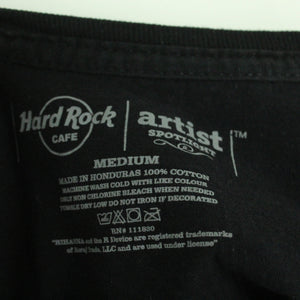 Hard Rock
CAFE
artist
SPOTLIGHT
™
MEDIUM
MADE IN HONDURAS 100% COTTON
MACHINE WASH COLD WITH LIKE COLOUR
ONLY NON CHLORINE BLEACH WHEN NEEDED
TUMBLE DRY LOW DO NOT IRON IF DECORATED
RN# 111830
"RIHANNA and the R Device are registered trademarks
of Roraj Trade, LLC and are used under license"